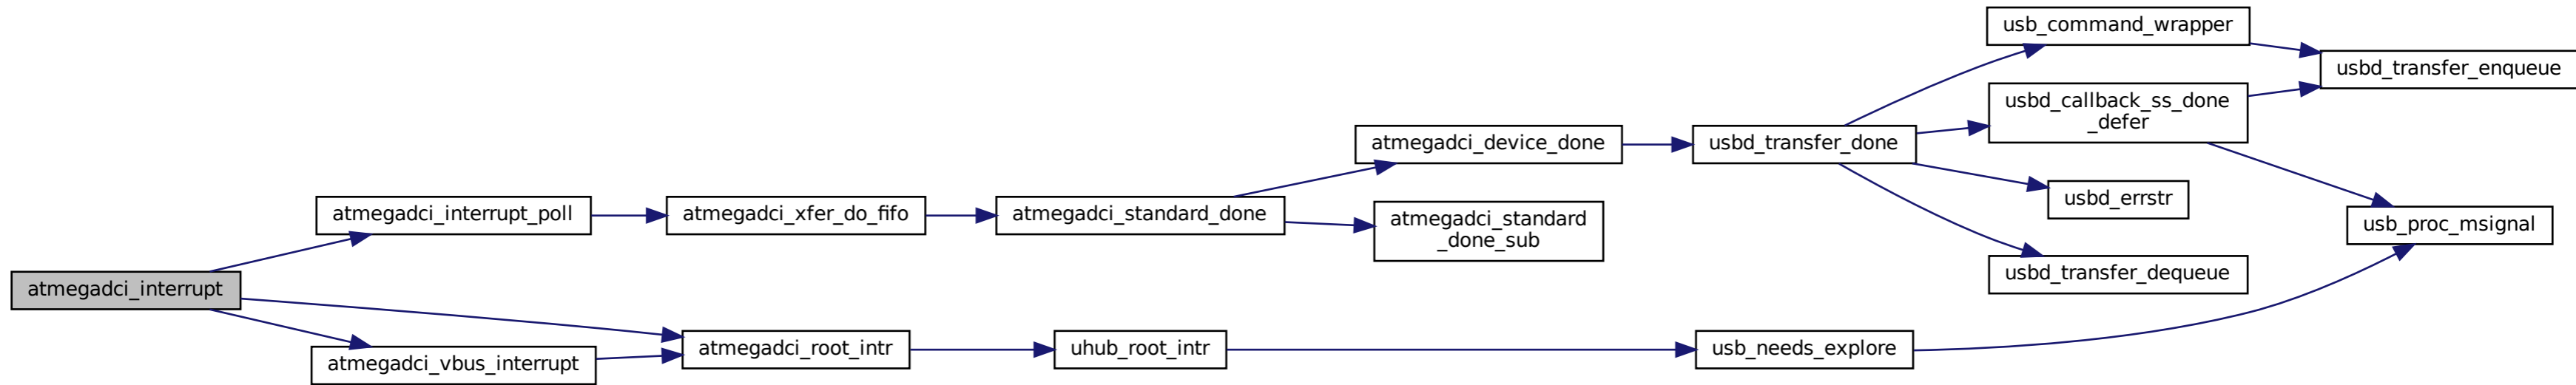 atmegadci_interrupt
atmegadci_interrupt_poll
atmegadci_vbus_interrupt
atmegadci_xfer_do_fifo
atmegadci_root_intr
atmegadci_standard_done
uhub_root_intr
atmegadci_device_done
atmegadci_standard
_done_sub
usbd_transfer_done
usb_needs_explore
usb_command_wrapper
usbd_callback_ss_done
_defer
usbd_errstr
usbd_transfer_dequeue
usbd_transfer_enqueue
usb_proc_msignal